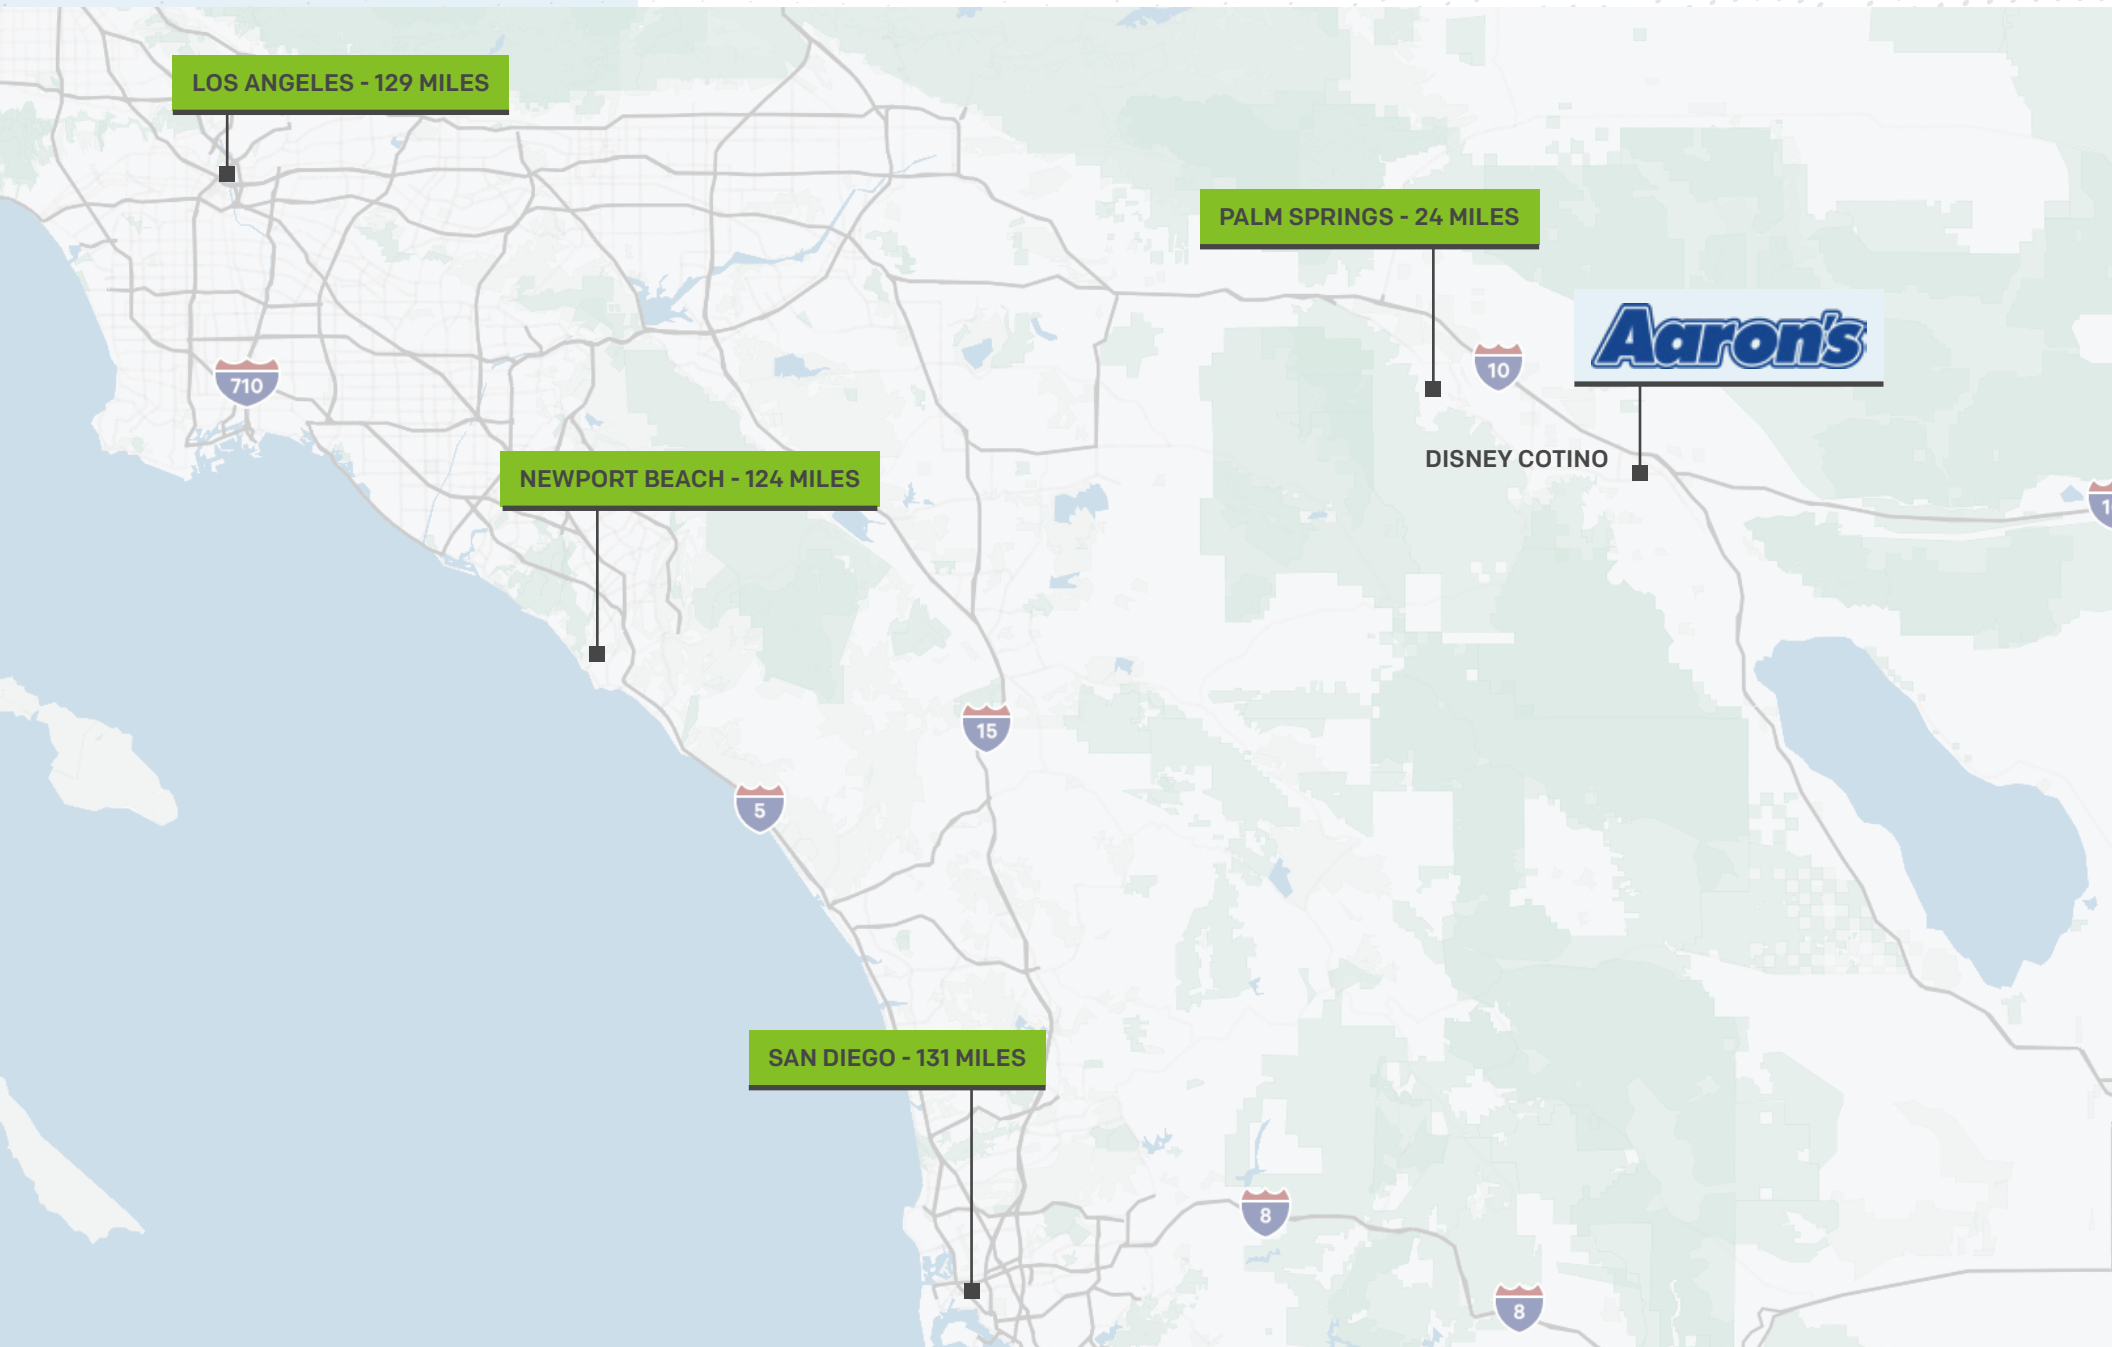 LOS ANGELES - 129 MILES
PALM SPRINGS - 24 MILES
Aaron's
10
710
DISNEY COTINO
NEWPORT BEACH - 124 MILES
15
5
SAN DIEGO - 131 MILES
8
8